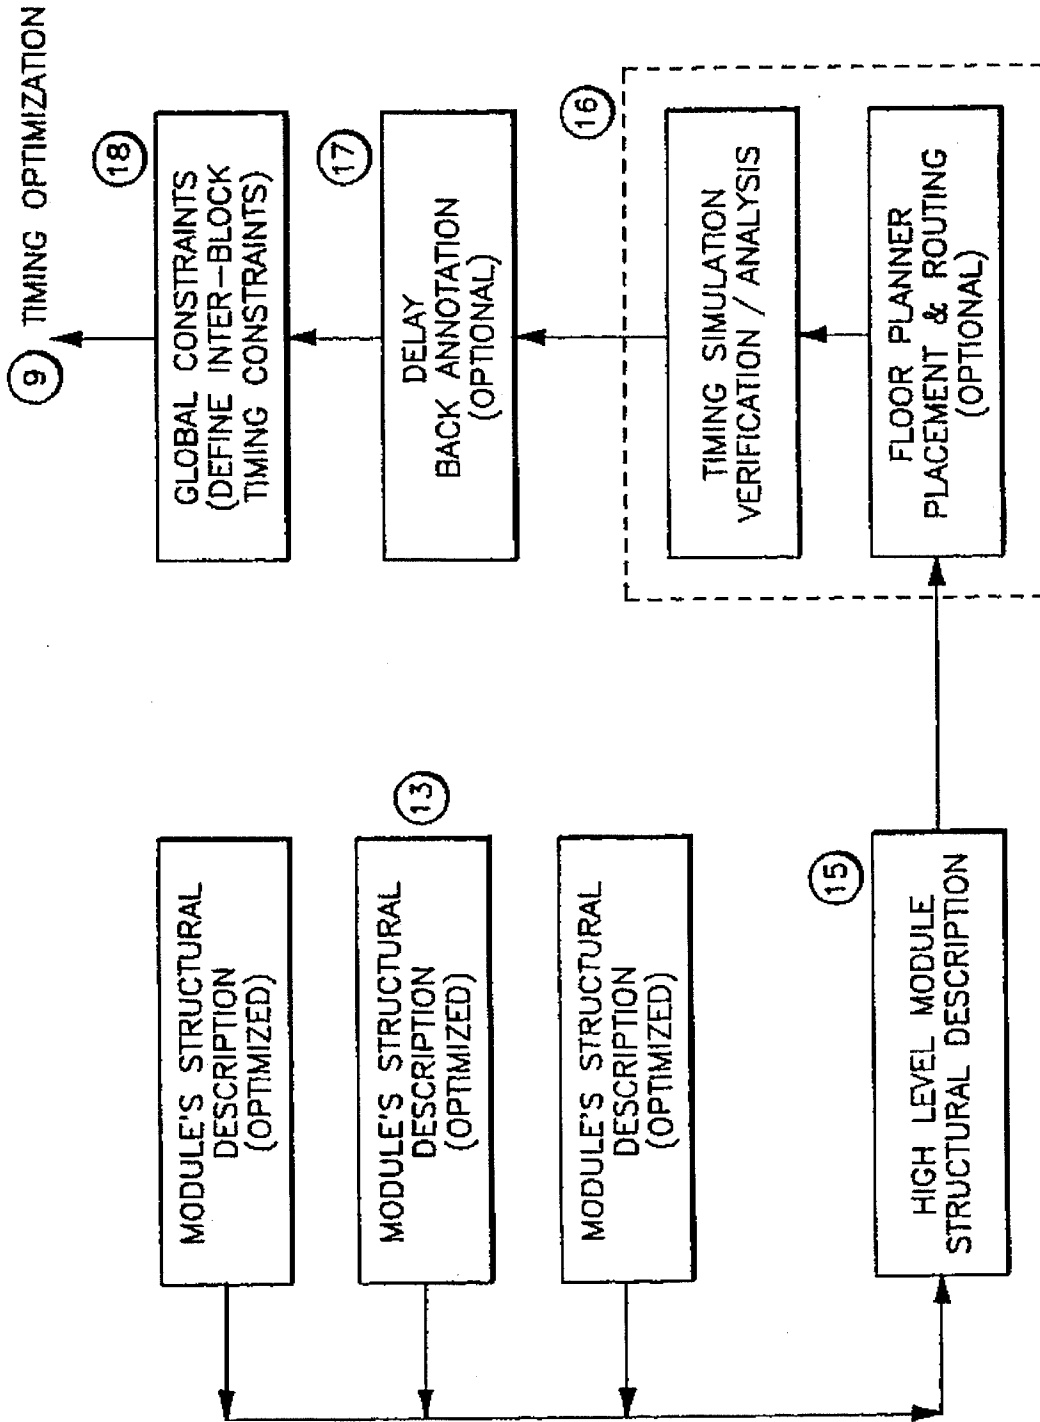 MODULE'S STRUCTURAL
DESCRIPTION
(OPTIMIZED)
MODULE'S STRUCTURAL
DESCRIPTION
(OPTIMIZED)
13
MODULE'S STRUCTURAL
DESCRIPTION
(OPTIMIZED)
15
HIGH LEVEL MODULE
STRUCTURAL DESCRIPTION
9 TIMING OPTIMIZATION
18
GLOBAL CONSTRAINTS
(DEFINE INTER-BLOCK
TIMING CONSTRAINTS)
17
DELAY
BACK ANNOTATION
(OPTIONAL)
16
TIMING SIMULATION
VERIFICATION / ANALYSIS
FLOOR PLANNER
PLACEMENT & ROUTING
(OPTIONAL)